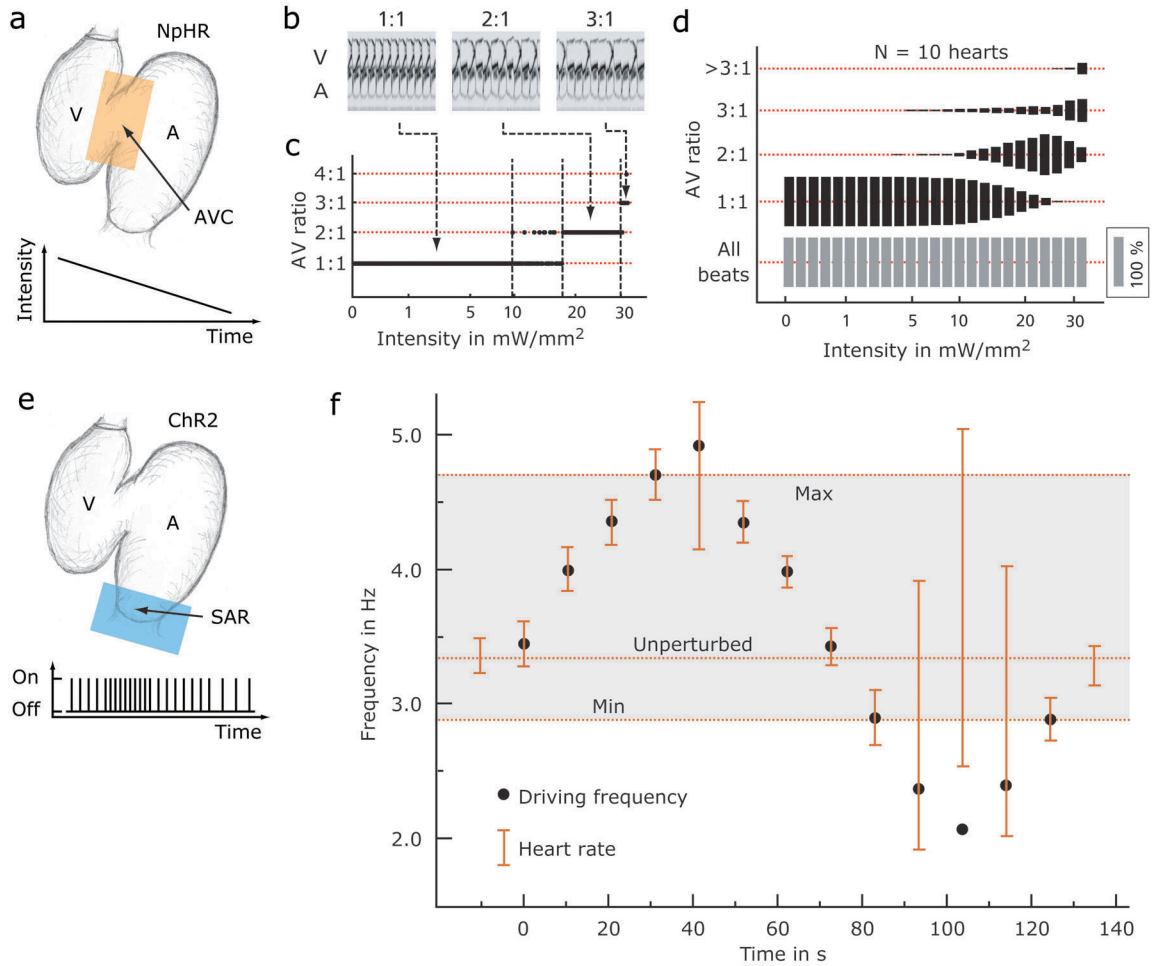 a
NpHR
V
A
AVC
Intensity
Time
b
1:1
2:1
3:1
V
A
c
AV ratio
4:1
3:1
2:1
1:1
0
1
5
10
20
30
Intensity in mW/mm²
d
N = 10 hearts
AV ratio
>3:1
3:1
2:1
1:1
All
beats
100 %
0
1
5
10
20
30
Intensity in mW/mm²
e
ChR2
V
A
SAR
On
Off
Time
f
Frequency in Hz
5.0
4.0
3.0
2.0
Max
Unperturbed
Min
Driving frequency
Heart rate
0
20
40
60
80
100
120
140
Time in s